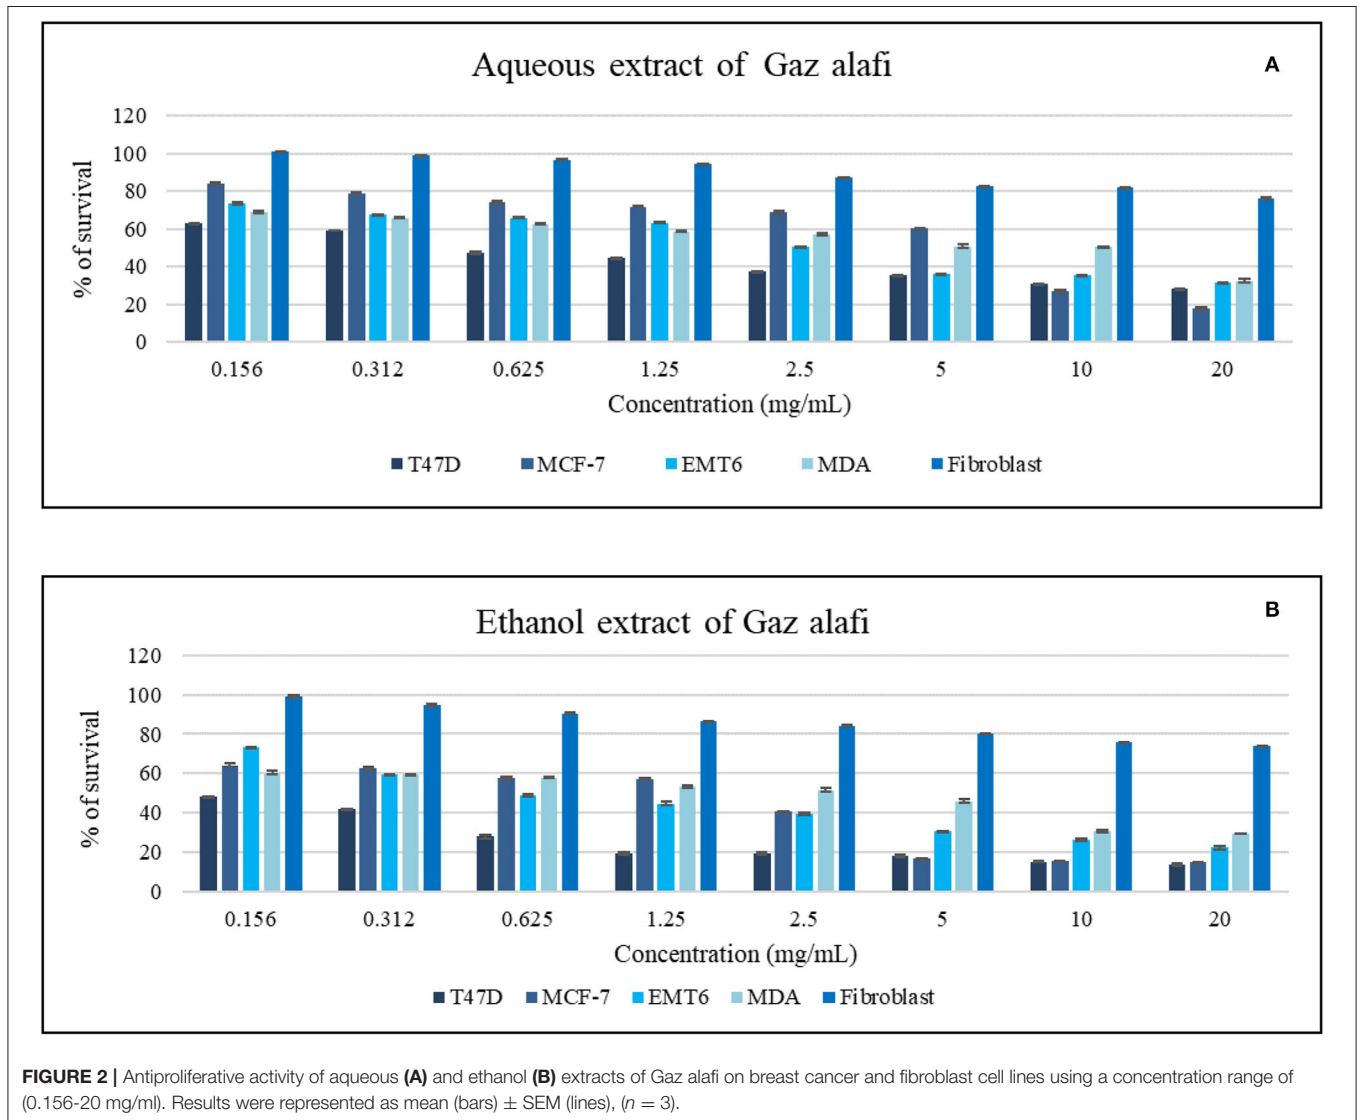 Aqueous extract of Gaz alafi
A
120
100
80
60
40
20
0
% of survival
0.156 0.312 0.625 1.25 2.5 5 10 20
Concentration (mg/mL)
T47D MCF-7 EMT6 MDA Fibroblast
Ethanol extract of Gaz alafi
B
120
100
80
60
40
20
0
% of survival
0.156 0.312 0.625 1.25 2.5 5 10 20
Concentration (mg/mL)
T47D MCF-7 EMT6 MDA Fibroblast
FIGURE 2 | Antiproliferative activity of aqueous (A) and ethanol (B) extracts of Gaz alafi on breast cancer and fibroblast cell lines using a concentration range of
(0.156-20 mg/ml). Results were represented as mean (bars) ± SEM (lines), (n = 3).